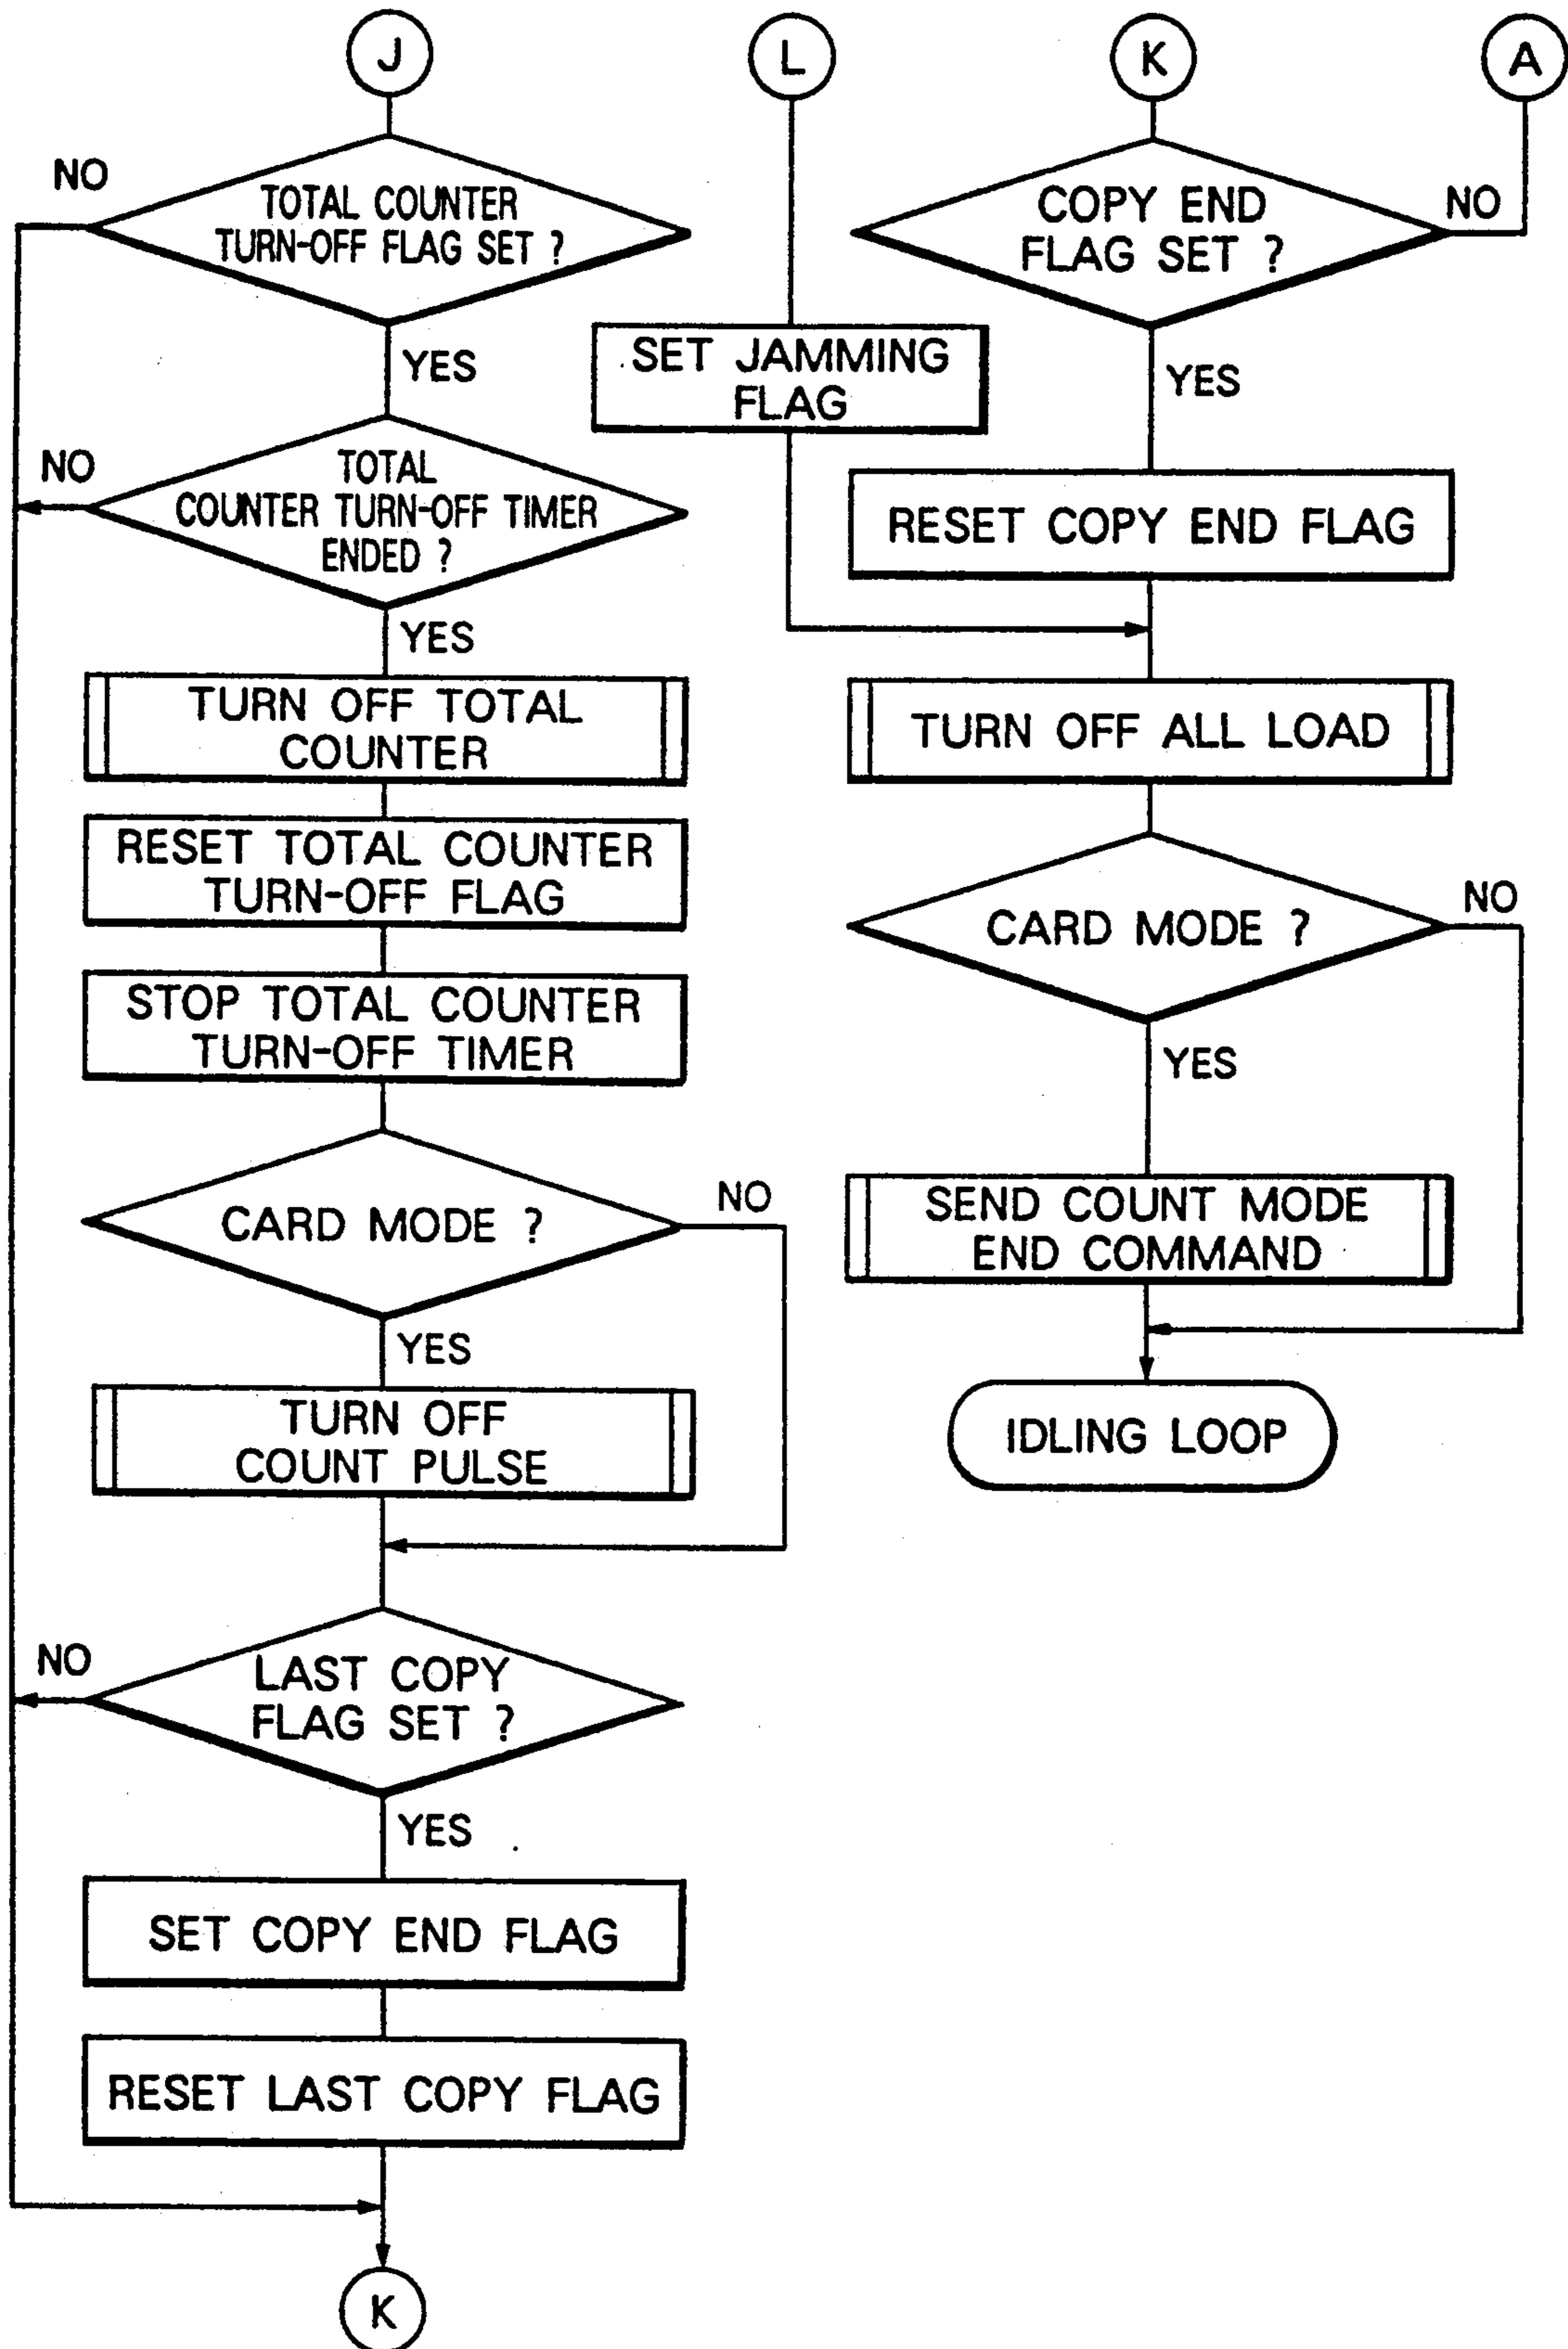 J
NO
TOTAL COUNTER
TURN-OFF FLAG SET ?
YES
NO
TOTAL
COUNTER TURN-OFF TIMER
ENDED ?
YES
TURN OFF TOTAL
COUNTER
RESET TOTAL COUNTER
TURN-OFF FLAG
STOP TOTAL COUNTER
TURN-OFF TIMER
CARD MODE ?
NO
YES
TURN OFF
COUNT PULSE
NO
LAST COPY
FLAG SET ?
YES
SET COPY END FLAG
RESET LAST COPY FLAG
K
L
SET JAMMING
FLAG
K
A
COPY END
FLAG SET ?
NO
YES
RESET COPY END FLAG
TURN OFF ALL LOAD
CARD MODE ?
NO
YES
SEND COUNT MODE
END COMMAND
IDLING LOOP